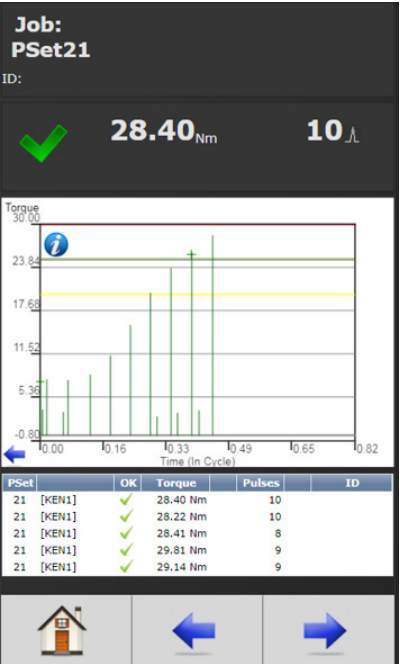 Job:
PSet21
ID:
28.40 Nm 10
Torque
30.00
23.84
17.68
11.52
5.36
-0.80
0.00 0.16 0.33 0.49 0.65 0.82
Time (In Cycle)
PSet OK Torque Pulses ID
21 [KEN1] 28.40 Nm 10
21 [KEN1] 28.22 Nm 10
21 [KEN1] 28.41 Nm 8
21 [KEN1] 29.81 Nm 9
21 [KEN1] 29.14 Nm 9